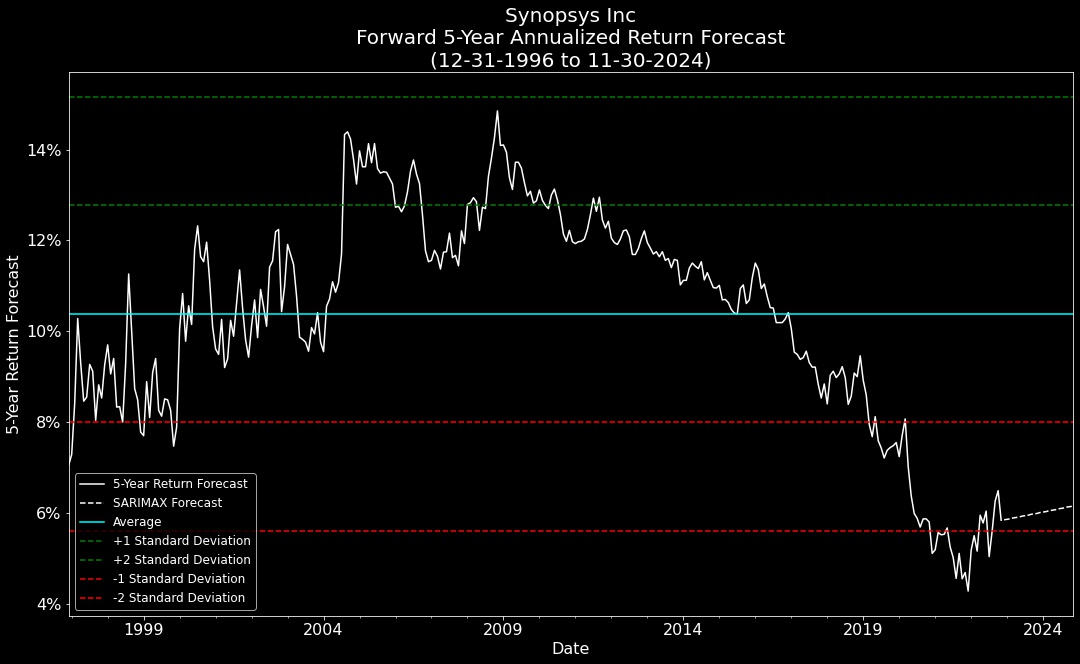 Synopsys Inc
Forward 5-Year Annualized Return Forecast
(12-31-1996 to 11-30-2024)
5-Year Return Forecast
14%
12%
10%
8%
6%
4%
5-Year Return Forecast
SARIMAX Forecast
Average
+1 Standard Deviation
+2 Standard Deviation
-1 Standard Deviation
-2 Standard Deviation
1999 2004 2009 2014 2019 2024
Date